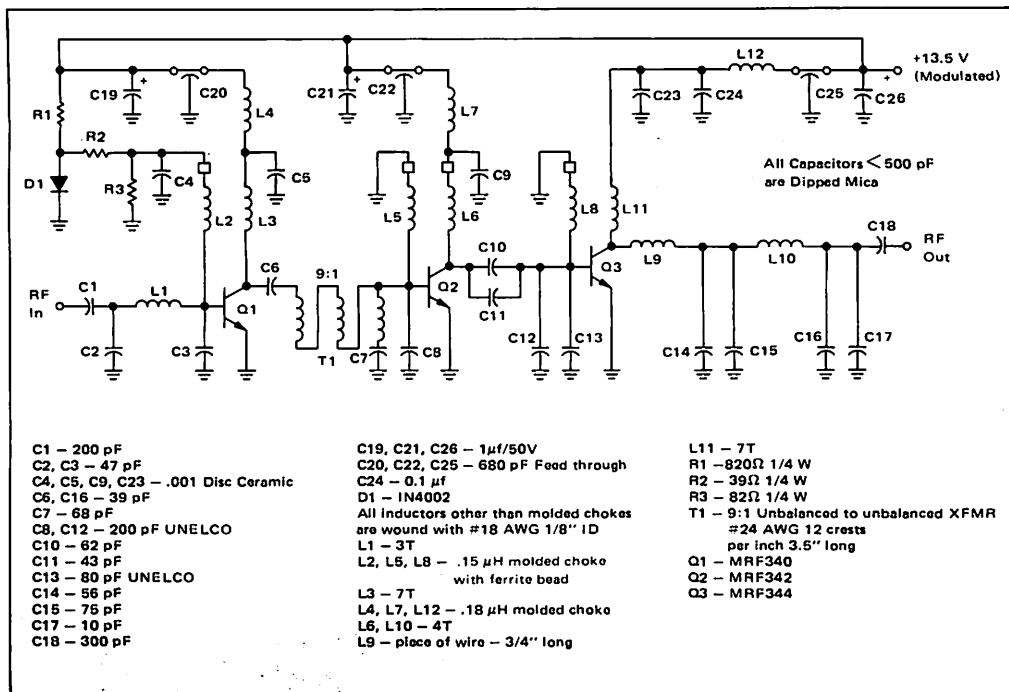 L12
+13.5 V
(Modulated)
C19
C20
C21
C22
C23
C24
C25
C26
R1
L4
L7
R2
D1
R3
C4
C5
C9
All Capacitors < 500 pF
are Dipped Mica
L2
L3
L5
L6
L8
L11
C18
RF
Out
C6
9:1
C10
C11
Q3
L9
L10
RF
In
C1
L1
Q1
Q2
C2
C3
T1
C7
C8
C12
C13
C14
C15
C16
C17
C1 – 200 pF
C2, C3 – 47 pF
C4, C5, C9, C23 – .001 Disc Ceramic
C6, C16 – 39 pF
C7 – 68 pF
C8, C12 – 200 pF UNELCO
C10 – 62 pF
C11 – 43 pF
C13 – 80 pF UNELCO
C14 – 56 pF
C15 – 75 pF
C17 – 10 pF
C18 – 300 pF
C19, C21, C26 – 1µf/50V
C20, C22, C25 – 680 pF Feed through
C24 – 0.1 µf
D1 – IN4002
All inductors other than molded chokes
are wound with #18 AWG 1/8" ID
L1 – 3T
L2, L5, L8 – .15 µH molded choke
with ferrite bead
L3 – 7T
L4, L7, L12 – .18 µH molded choke
L6, L10 – 4T
L9 – piece of wire – 3/4" long
L11 – 7T
R1 –820Ω 1/4 W
R2 – 39Ω 1/4 W
R3 – 82Ω 1/4 W
T1 – 9:1 Unbalanced to unbalanced XFMR
#24 AWG 12 crests
per inch 3.5" long
Q1 – MRF340
Q2 – MRF342
Q3 – MRF344